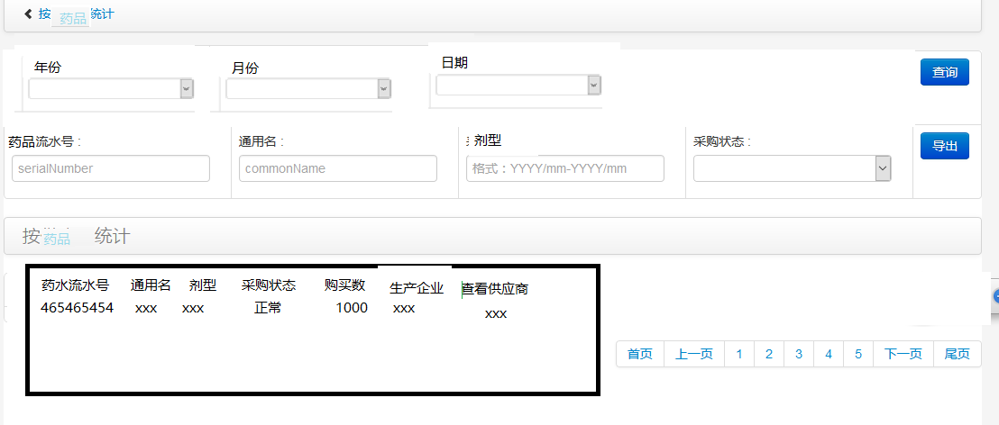 按 药品 统计
年份 月份 日期 查询
药品流水号： 通用名： 剂型 采购状态： 导出
serialNumber commonName 格式：YYYY/mm-YYYY/mm
按 药品 统计
药水流水号 通用名 剂型 采购状态 购买数 生产企业 查看供应商
465465454 xxx xxx 正常 1000 xxx xxx
首页 上一页 1 2 3 4 5 下一页 尾页